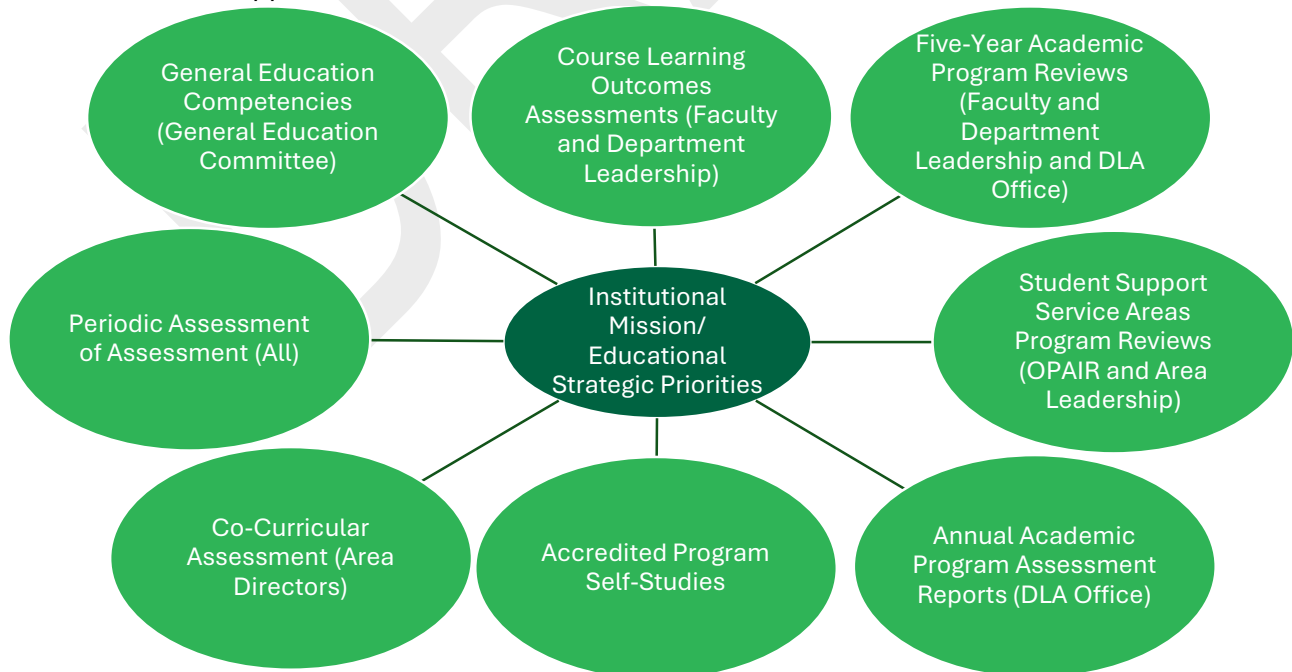 General Education
Competencies
(General Education
Committee)
Course Learning
Outcomes
Assessments (Faculty
and Department
Leadership)
Five-Year Academic
Program Reviews
(Faculty and
Department
Leadership and DLA
Office)
Periodic Assessment
of Assessment (All)
Institutional
Mission/
Educational
Strategic Priorities
Student Support
Service Areas
Program Reviews
(OPAIR and Area
Leadership)
Co-Curricular
Assessment (Area
Directors)
Accredited Program
Self-Studies
Annual Academic
Program Assessment
Reports (DLA Office)